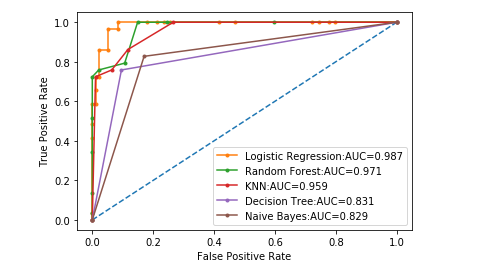 1.0
0.8
0.6
0.4
0.2
0.0
True Positive Rate
Logistic Regression:AUC=0.987
Random Forest:AUC=0.971
KNN:AUC=0.959
Decision Tree:AUC=0.831
Naive Bayes:AUC=0.829
0.0 0.2 0.4 0.6 0.8 1.0
False Positive Rate